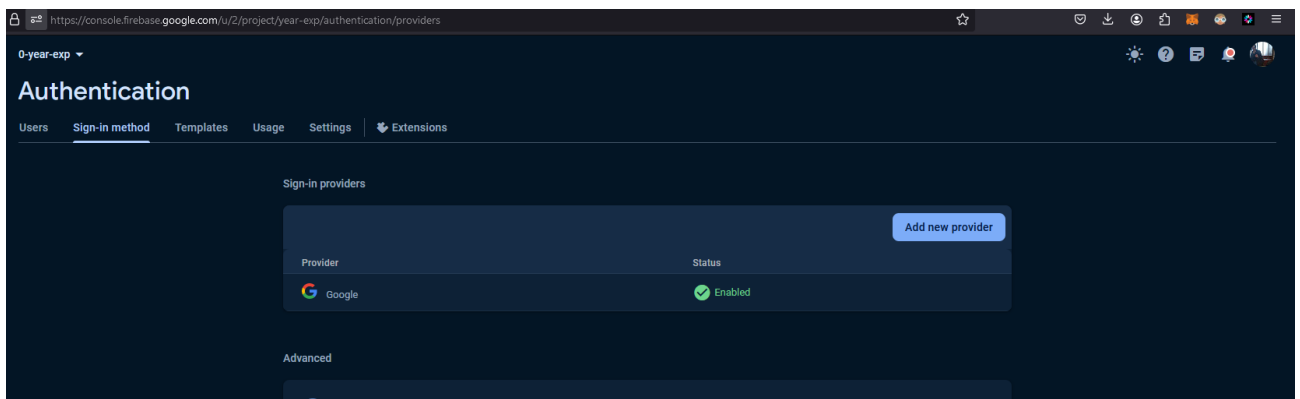 https://console.firebase.google.com/u/2/project/year-exp/authentication/providers
0-year-exp
Authentication
Users Sign-in method Templates Usage Settings Extensions
Sign-in providers
Add new provider
Provider Status
Google Enabled
Advanced